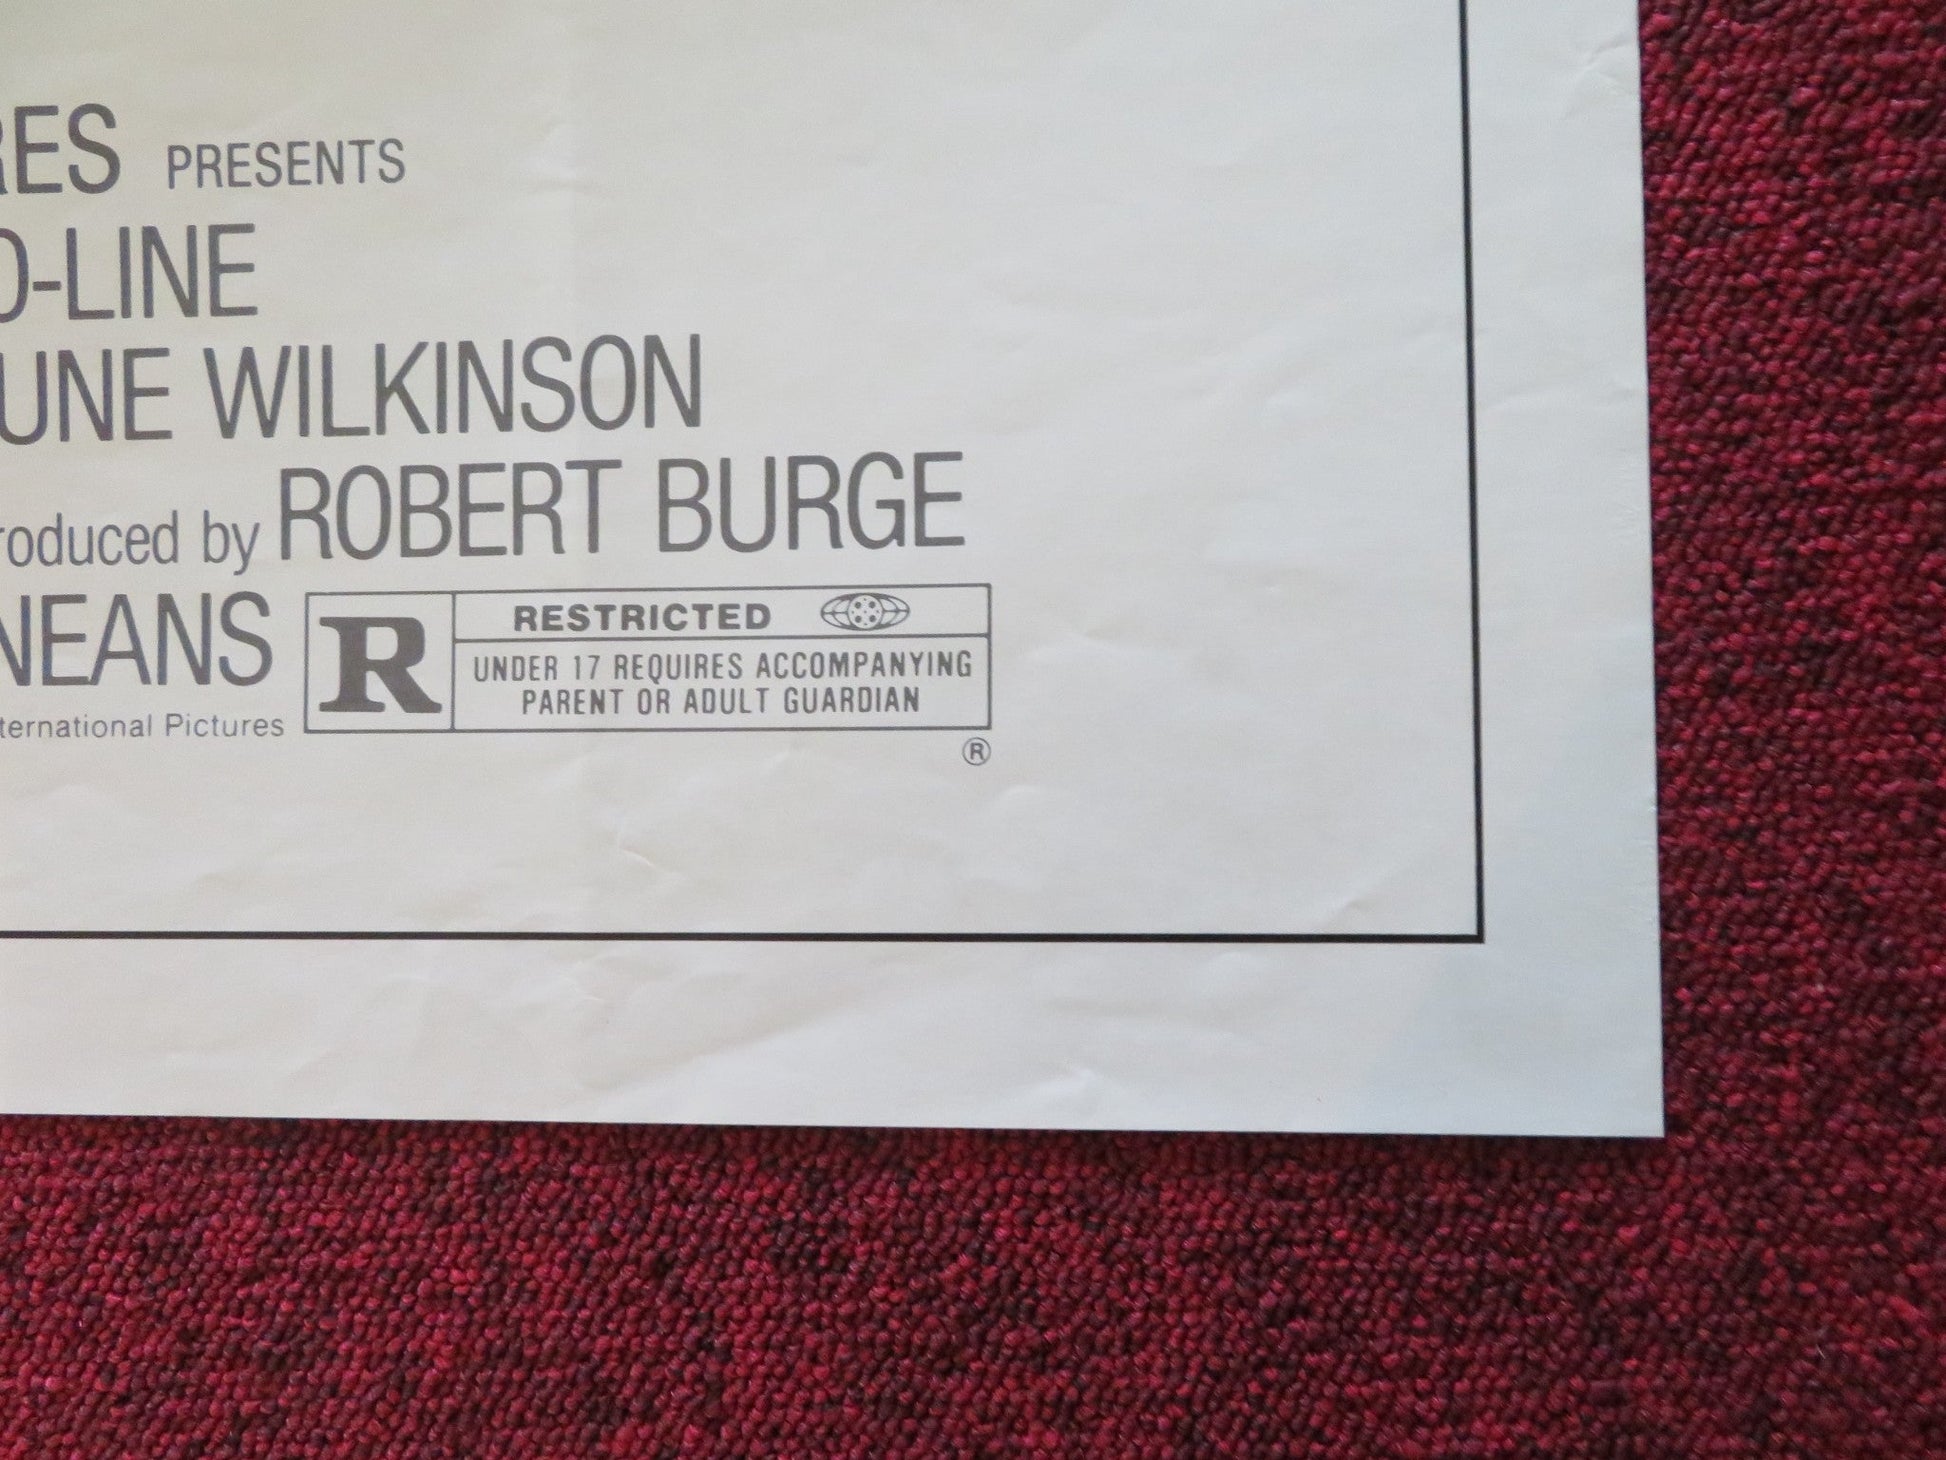 RES PRESENTS
O-LINE
UNE WILKINSON
roduced by ROBERT BURGE
NEANS
R
RESTRICTED
UNDER 17 REQUIRES ACCOMPANYING
PARENT OR ADULT GUARDIAN
ternational Pictures
®